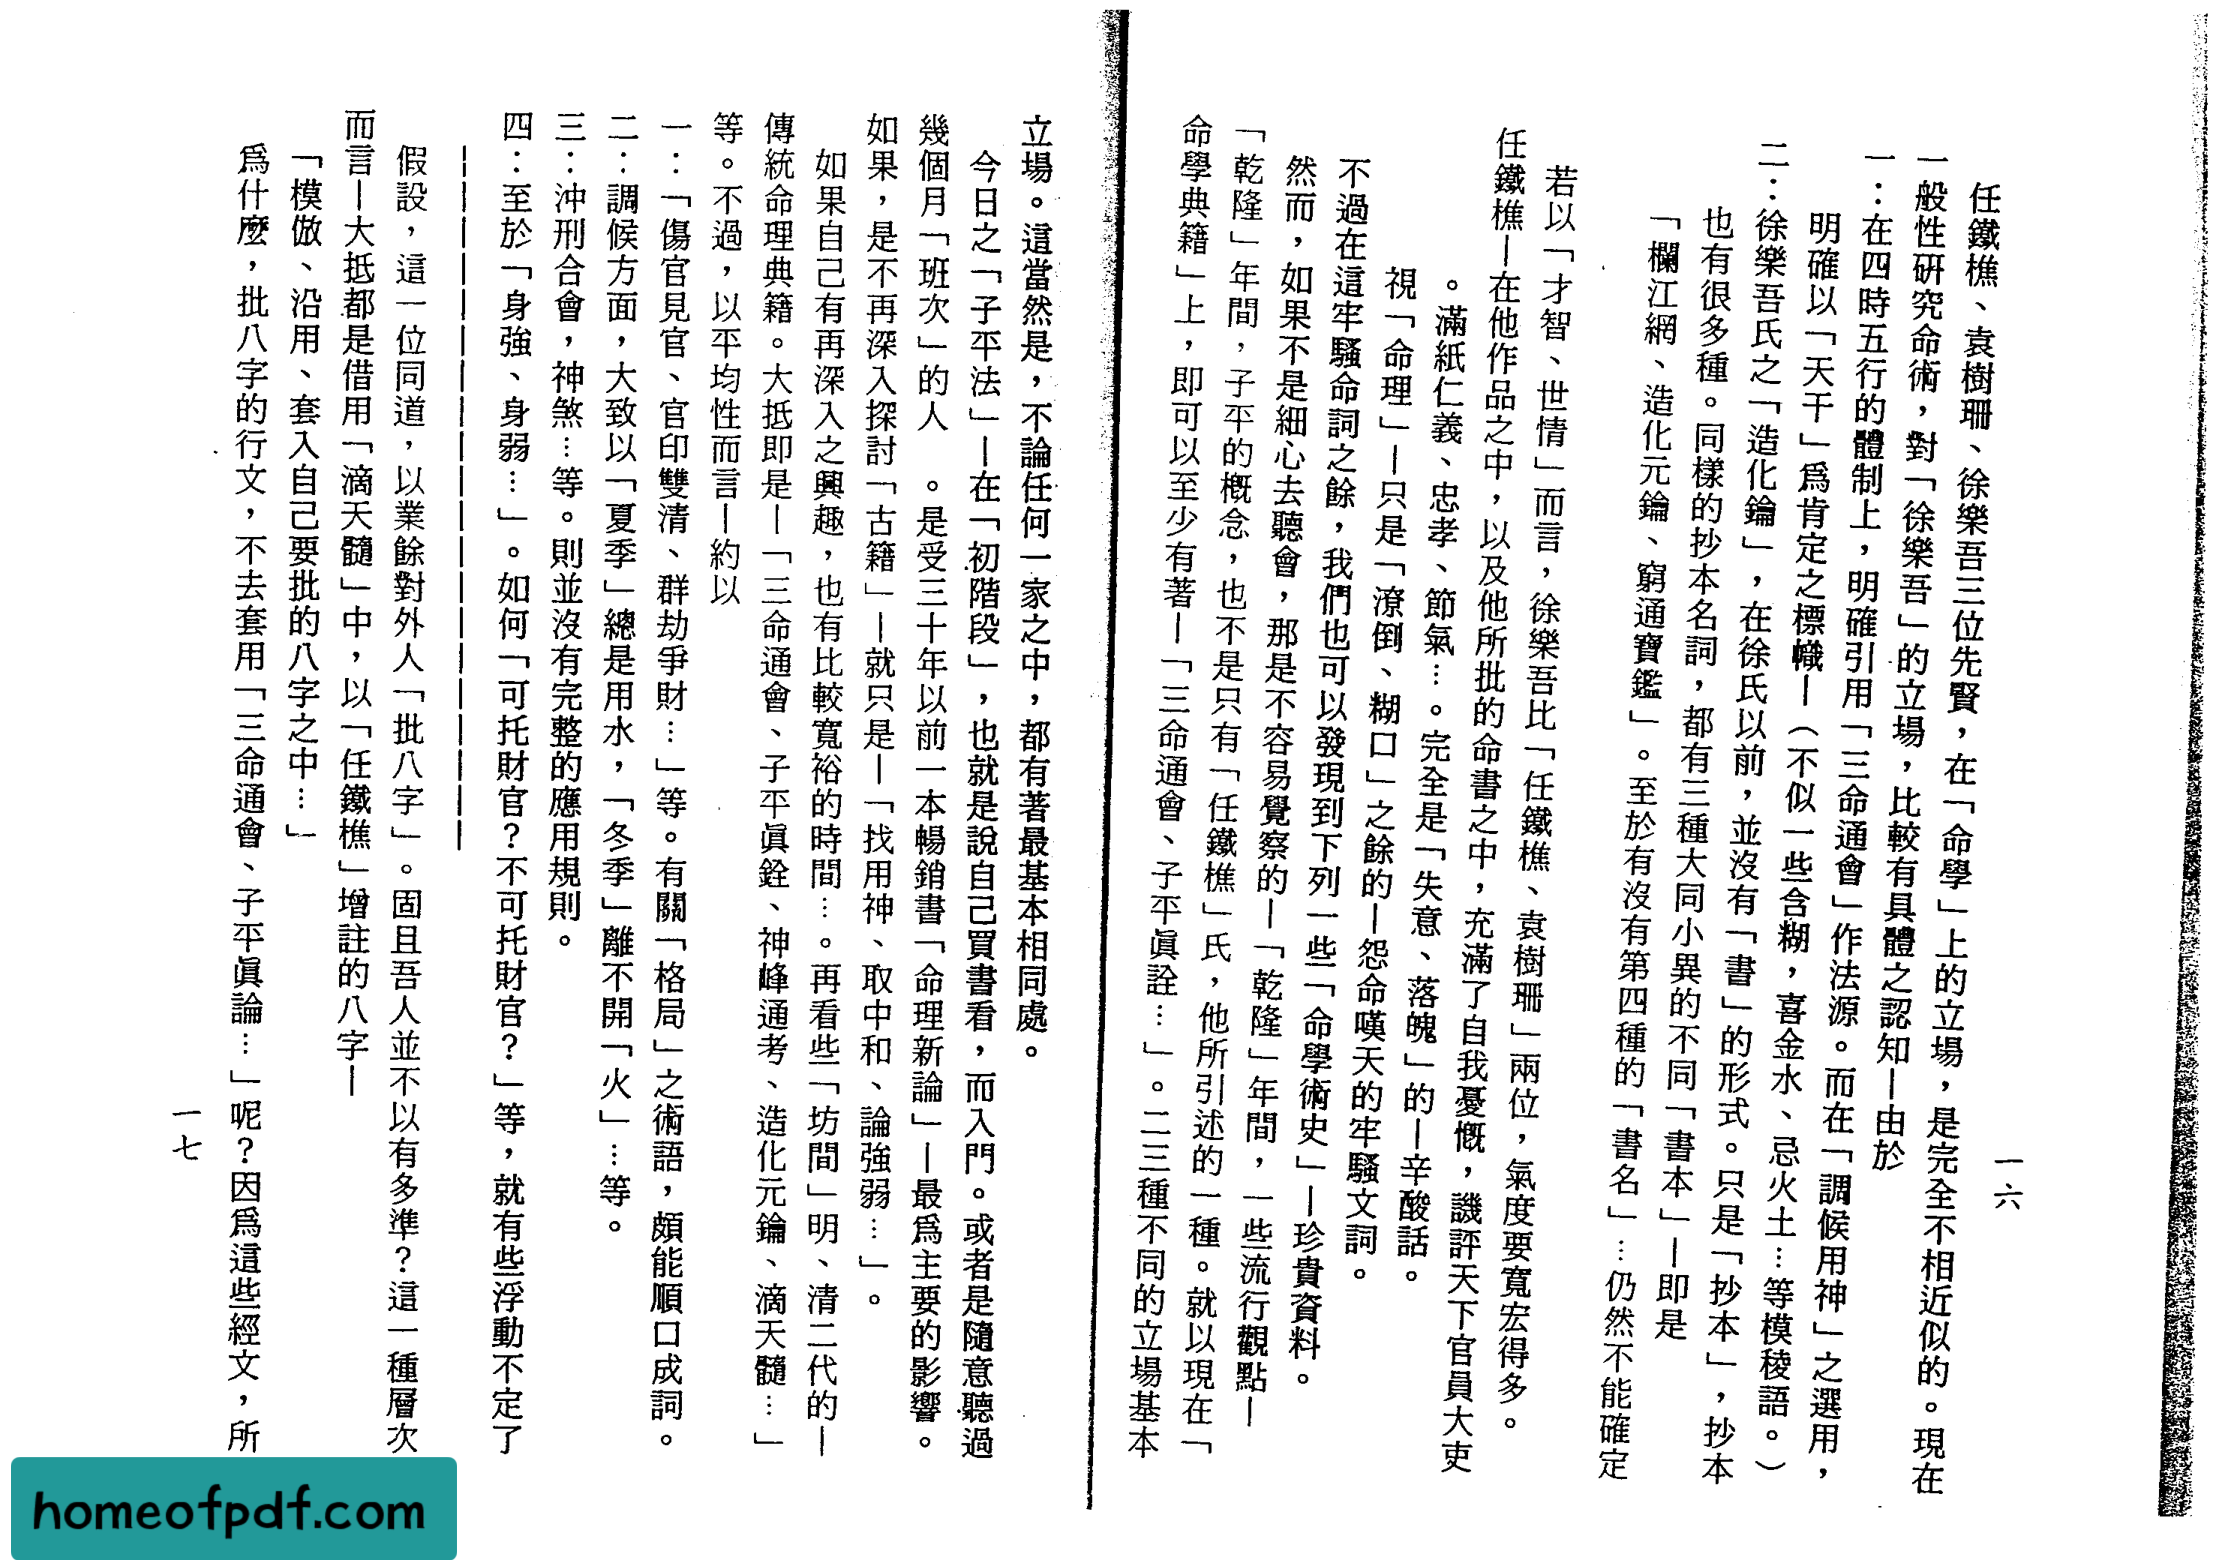 一六
任鐵樵、袁樹珊、徐樂吾三位先賢，在「命學」上的立場，是完全不相近似的。現在
一般性研究命術，對「徐樂吾」的立場，比較有具體之認知—由於
一：在四時五行的體制上，明確引用「三命通會」作法源。而在「調候用神」之選用，
明確以「天干」爲肯定之標幟—（不似一些含糊，喜金水、忌火土…等模稜語。）
二：徐樂吾氏之「造化鑰」，在徐氏以前，並沒有「書」的形式。只是「抄本」，抄本
也有很多種。同樣的抄本名詞，都有三種大同小異的不同「書本」—即是
「欄江網、造化元鑰、窮通寶鑑」。至於有沒有第四種的「書名」…仍然不能確定
若以「才智、世情」而言，徐樂吾比「任鐵樵、袁樹珊」兩位，氣度要寬宏得多。
任鐵樵—在他作品之中，以及他所批的命書之中，充滿了自我憂慨，譏評天下官員大吏
。滿紙仁義、忠孝、節氣…。完全是「失意、落魄」的—辛酸話。
視「命理」—只是「潦倒、糊口」之餘的—怨命嘆天的牢騷文詞。
不過在這牢騷命詞之餘，我們也可以發現到下列一些「命學術史」—珍貴資料。
然而，如果不是細心去聽會，那是不容易覺察的—「乾隆」年間，一些流行觀點—
「乾隆」年間，子平的概念，也不是只有「任鐵樵」氏，他所引述的一種。就以現在「
命學典籍」上，即可以至少有著—「三命通會、子平眞詮…」。二三種不同的立場基本
立場。這當然是，不論任何一家之中，都有著最基本相同處。
今日之「子平法」—在「初階段」，也就是說自己買書看，而入門。或者是隨意聽過
幾個月「班次」的人　。是受三十年以前一本暢銷書「命理新論」—最爲主要的影響。
如果，是不再深入探討「古籍」—就只是—「找用神、取中和、論強弱…」。
如果自己有再深入之興趣，也有比較寬裕的時間…。再看些「坊間」明、清二代的—
傳統命理典籍。大抵即是—「三命通會、子平眞銓、神峰通考、造化元鑰、滴天髓…」
等。不過，以平均性而言—約以
一：「傷官見官、官印雙清、群劫爭財…」等。有關「格局」之術語，頗能順口成詞。
二：調候方面，大致以「夏季」總是用水，「冬季」離不開「火」…等。
三：沖刑合會，神煞…等。則並沒有完整的應用規則。
四：至於「身強、身弱…」。如何「可托財官？不可托財官？」等，就有些浮動不定了
假設，這一位同道，以業餘對外人「批八字」。固且吾人並不以有多準？這一種層次
而言—大抵都是借用「滴天髓」中，以「任鐵樵」增註的八字—
「模倣、沿用、套入自己要批的八字之中…」
爲什麼，批八字的行文，不去套用「三命通會、子平眞論…」呢？因爲這些經文，所
一七
homeofpdf.com